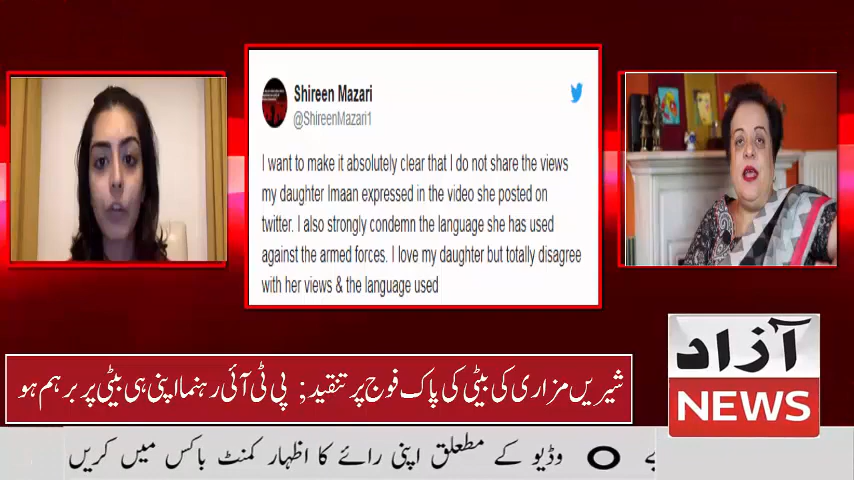 Shireen Mazari
@ShireenMazari1
I want to make it absolutely clear that I do not share the views
my daughter Imaan expressed in the video she posted on
twitter. I also strongly condemn the language she has used
against the armed forces. I love my daughter but totally disagree
with her views & the language used
آزاد
NEWS
شیریں مزاری کی بیٹی کی پاک فوج پر تنقید; پی ٹی آئی رہنما اپنی ہی بیٹی پر برہم ہو
وڈیو کے مطعلق اپنی رائے کا اظہار کمنٹ باکس میں کریں